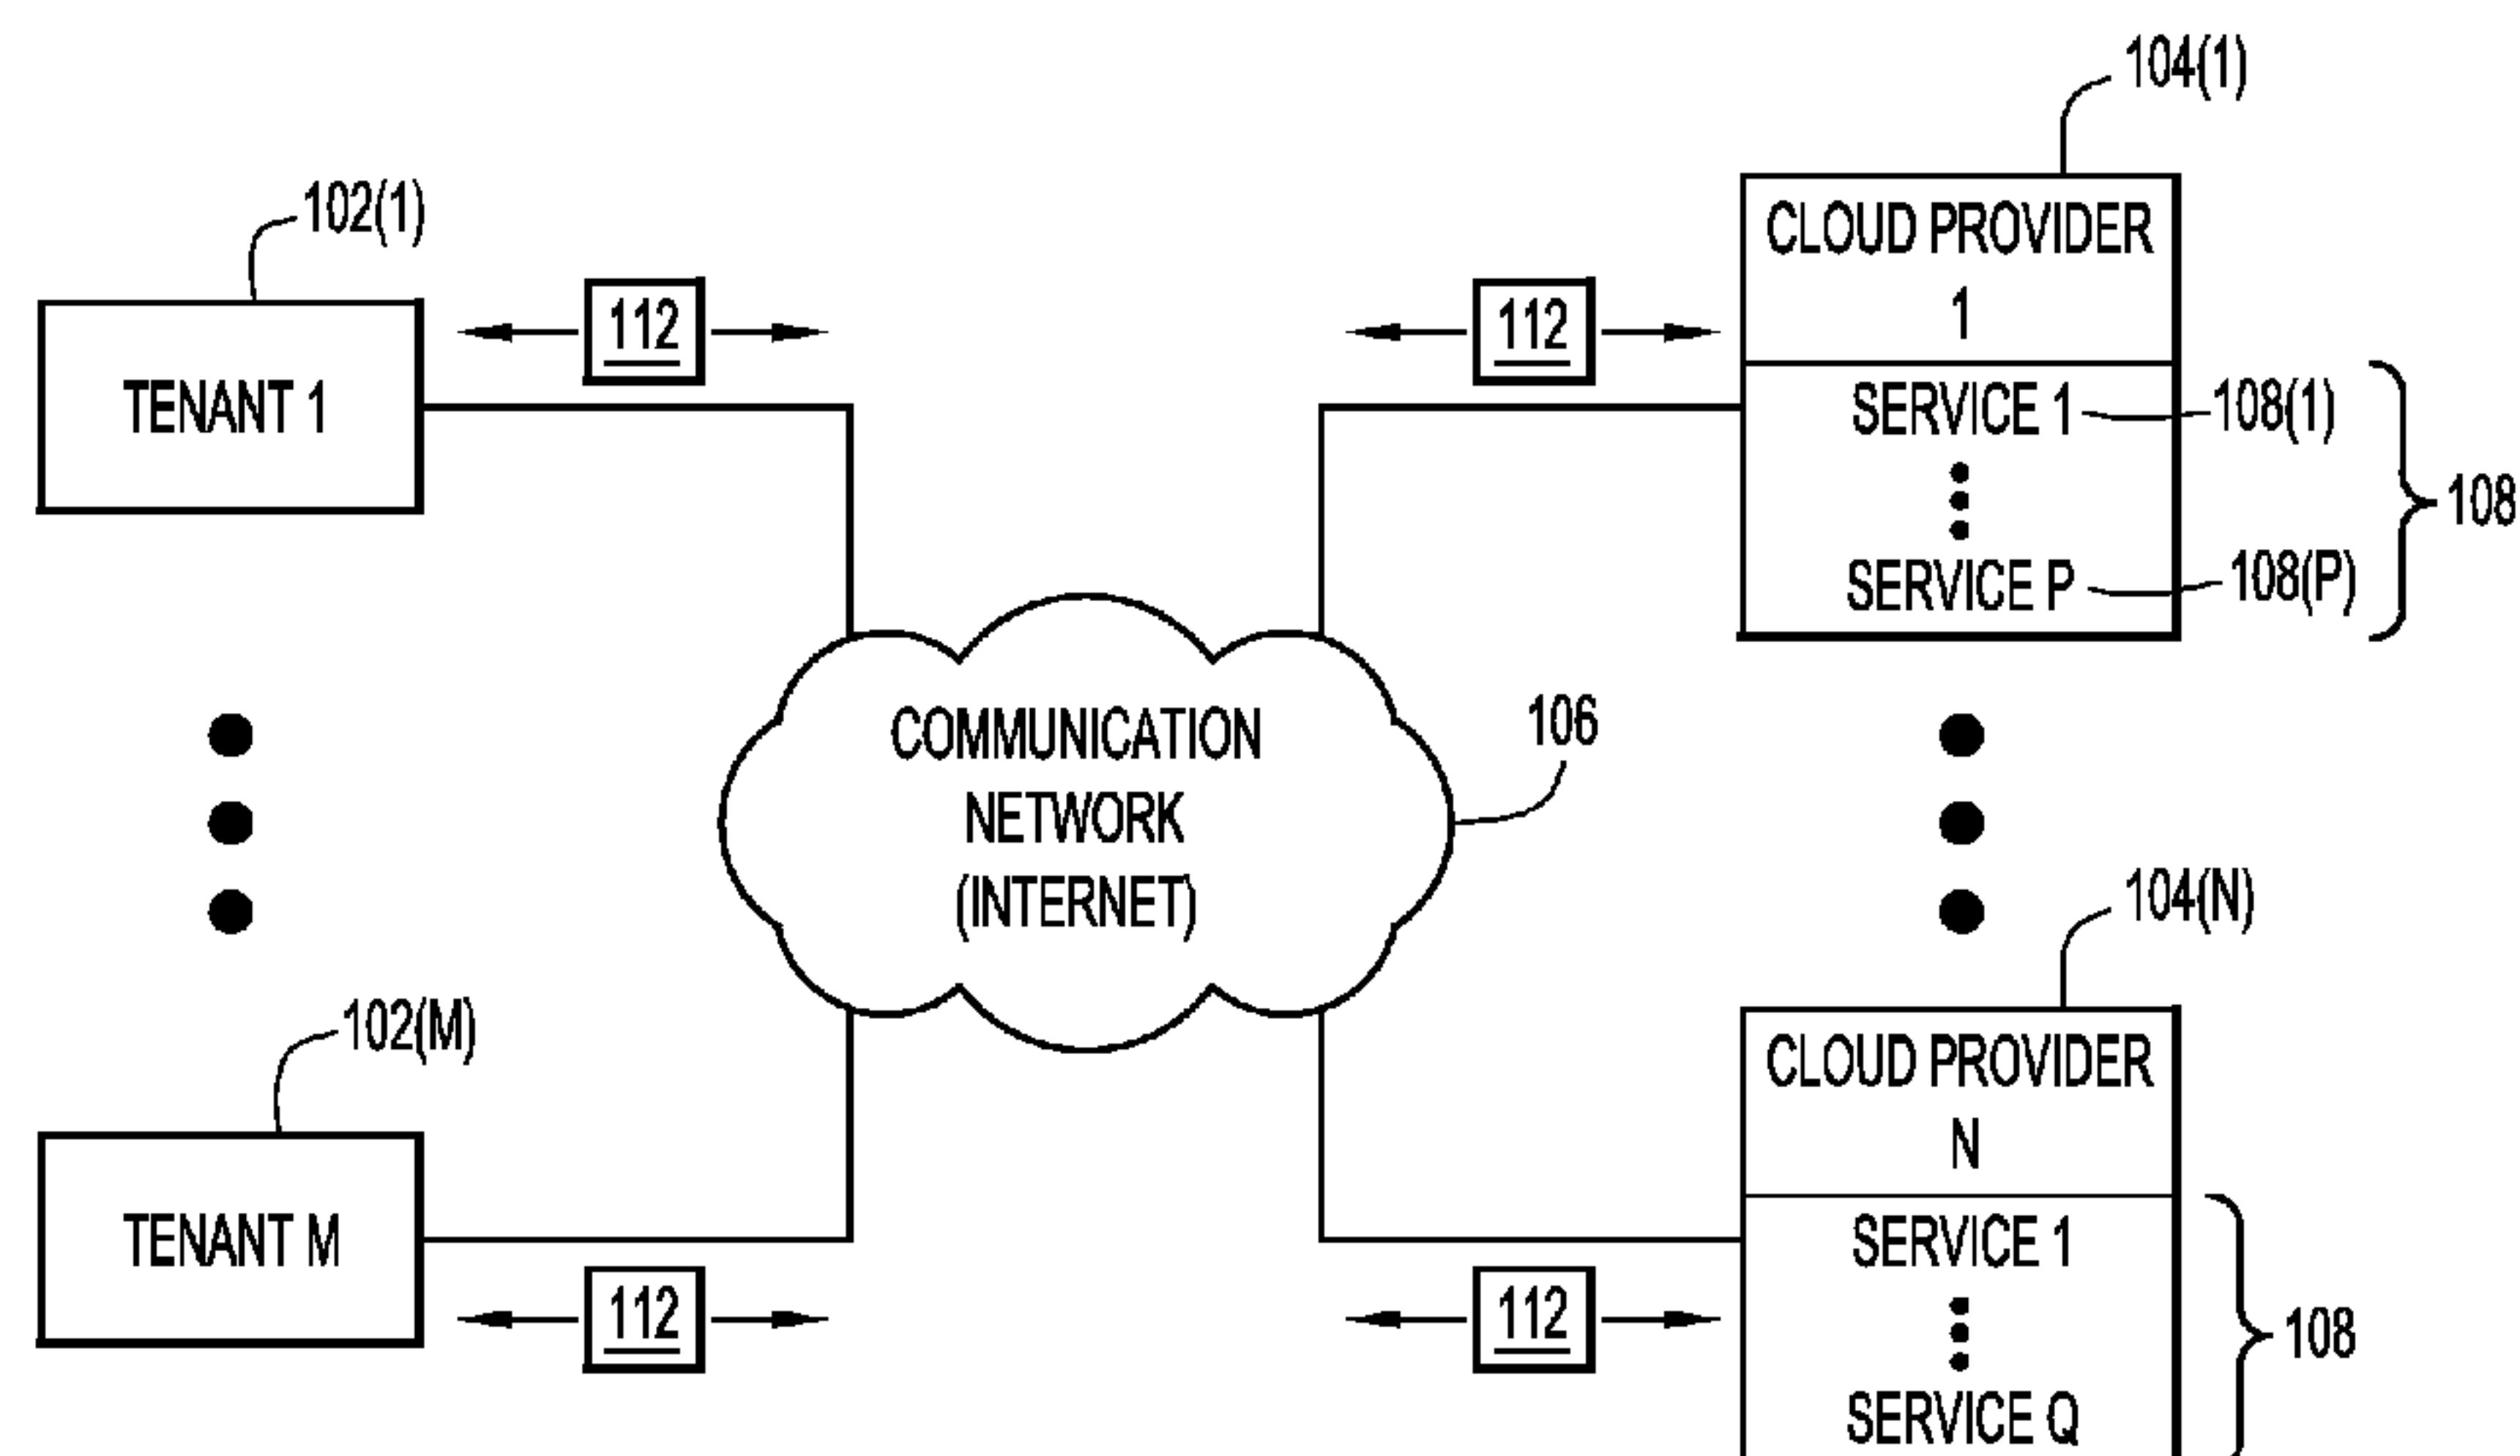 104(1)
102(1)
CLOUD PROVIDER
1
112
112
TENANT 1
SERVICE 1
108(1)
108
SERVICE P
108(P)
COMMUNICATION
NETWORK
(INTERNET)
106
104(N)
102(M)
CLOUD PROVIDER
N
TENANT M
SERVICE 1
112
112
108
SERVICE Q